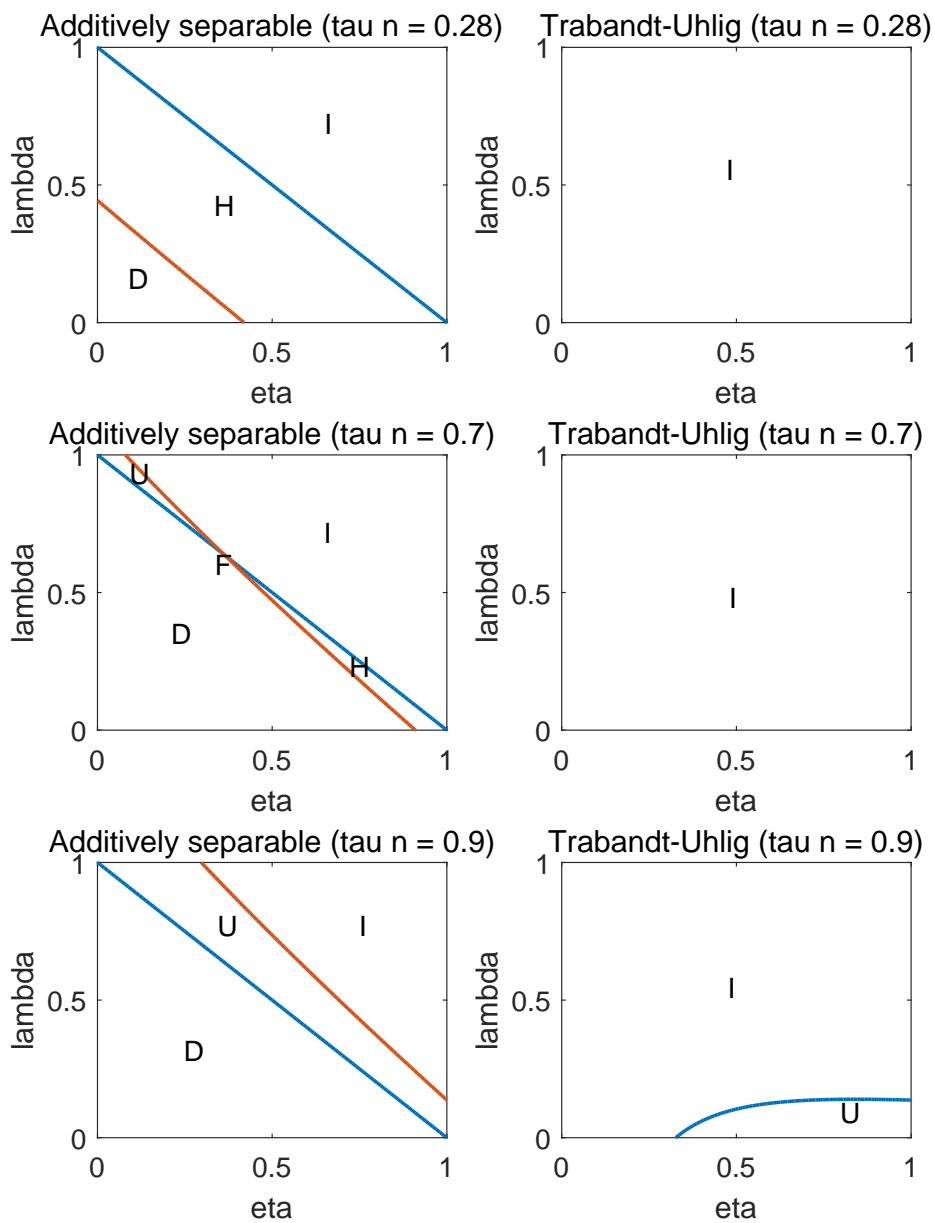 Additively separable (tau n = 0.28)
1
0.5
0
lambda
I
H
D
0
0.5
1
eta
Trabandt-Uhlig (tau n = 0.28)
1
0.5
0
lambda
I
0
0.5
1
eta
Additively separable (tau n = 0.7)
1
0.5
0
lambda
U
I
F
D
H
0
0.5
1
eta
Trabandt-Uhlig (tau n = 0.7)
1
0.5
0
lambda
I
0
0.5
1
eta
Additively separable (tau n = 0.9)
1
0.5
0
lambda
U
I
D
0
0.5
1
eta
Trabandt-Uhlig (tau n = 0.9)
1
0.5
0
lambda
I
U
0
0.5
1
eta